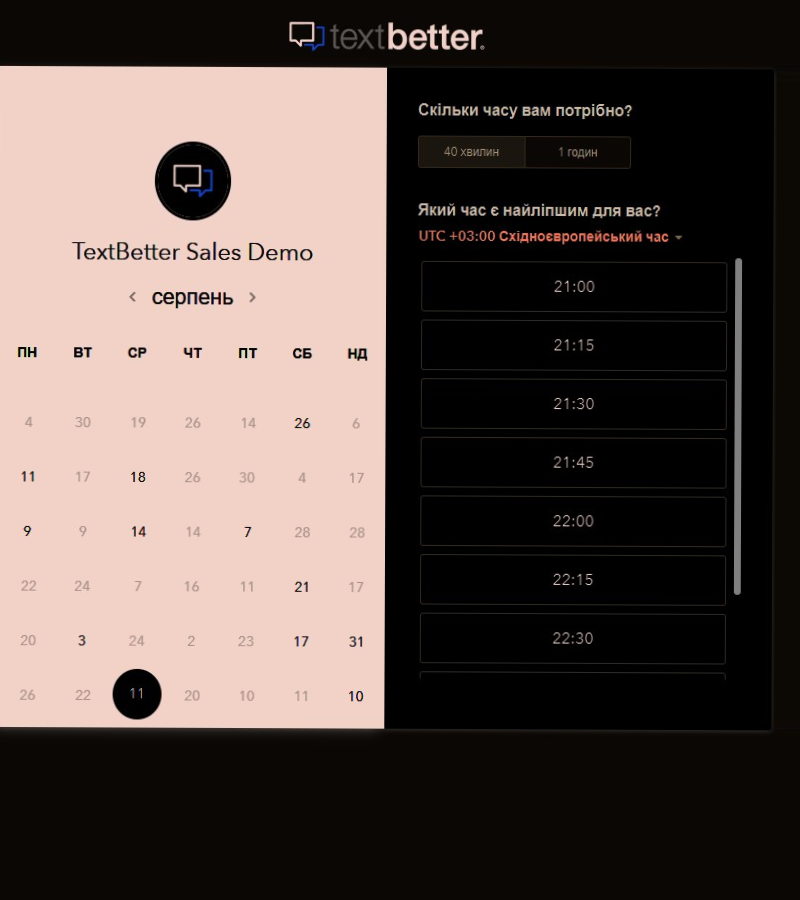 textbetter.
TextBetter Sales Demo
серпень
ПН ВТ СР ЧТ ПТ СБ НД
4 30 19 26 14 26 6
11 17 18 26 30 4 17
9 9 14 14 7 28 28
22 24 7 16 11 21 17
20 3 24 2 23 17 31
26 22 11 20 10 11 10
Скільки часу вам потрібно?
40 хвилин 1 годин
Який час є найліпшим для вас?
UTC +03:00 Східноєвропейський час
21:00
21:15
21:30
21:45
22:00
22:15
22:30